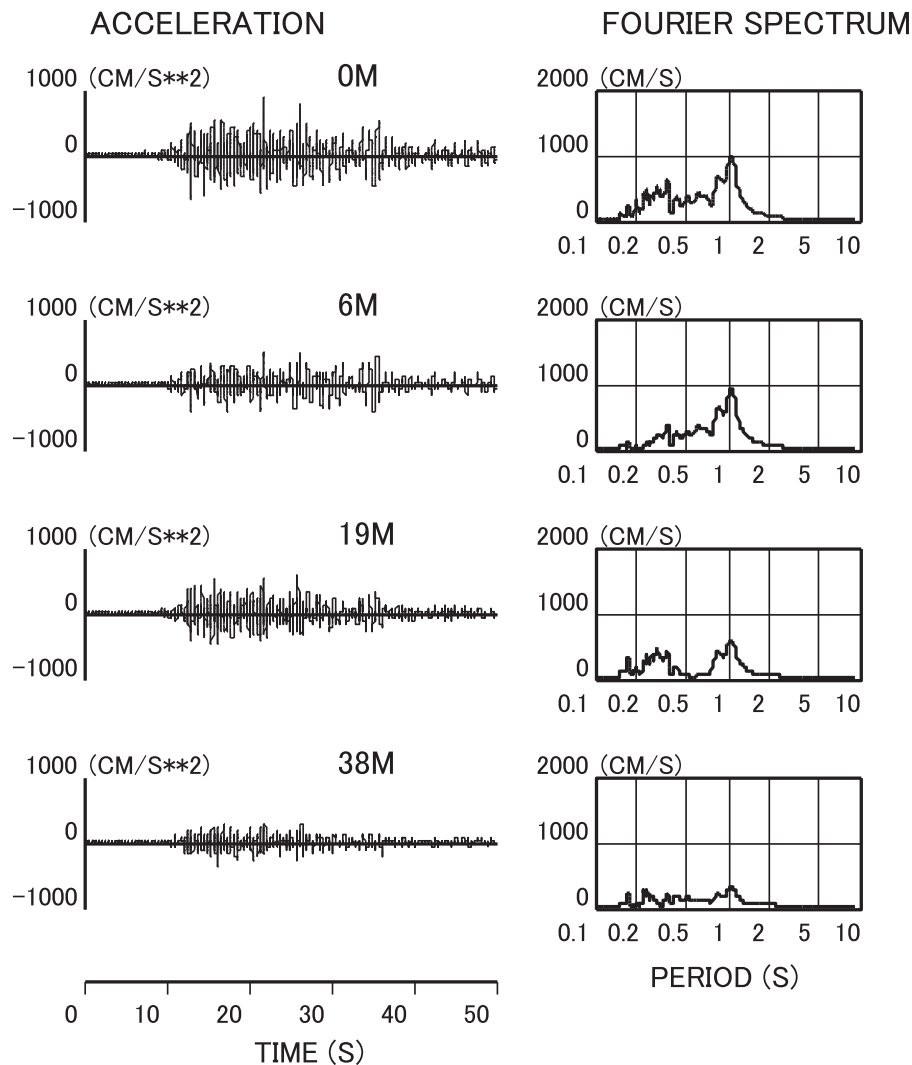 ACCELERATION FOURIER SPECTRUM
1000 (CM/S**2) 0M 2000 (CM/S)
0 1000
-1000 0
0.1 0.2 0.5 1 2 5 10
1000 (CM/S**2) 6M 2000 (CM/S)
0 1000
-1000 0
0.1 0.2 0.5 1 2 5 10
1000 (CM/S**2) 19M 2000 (CM/S)
0 1000
-1000 0
0.1 0.2 0.5 1 2 5 10
1000 (CM/S**2) 38M 2000 (CM/S)
0 1000
-1000 0
0.1 0.2 0.5 1 2 5 10
PERIOD (S)
0 10 20 30 40 50
TIME (S)